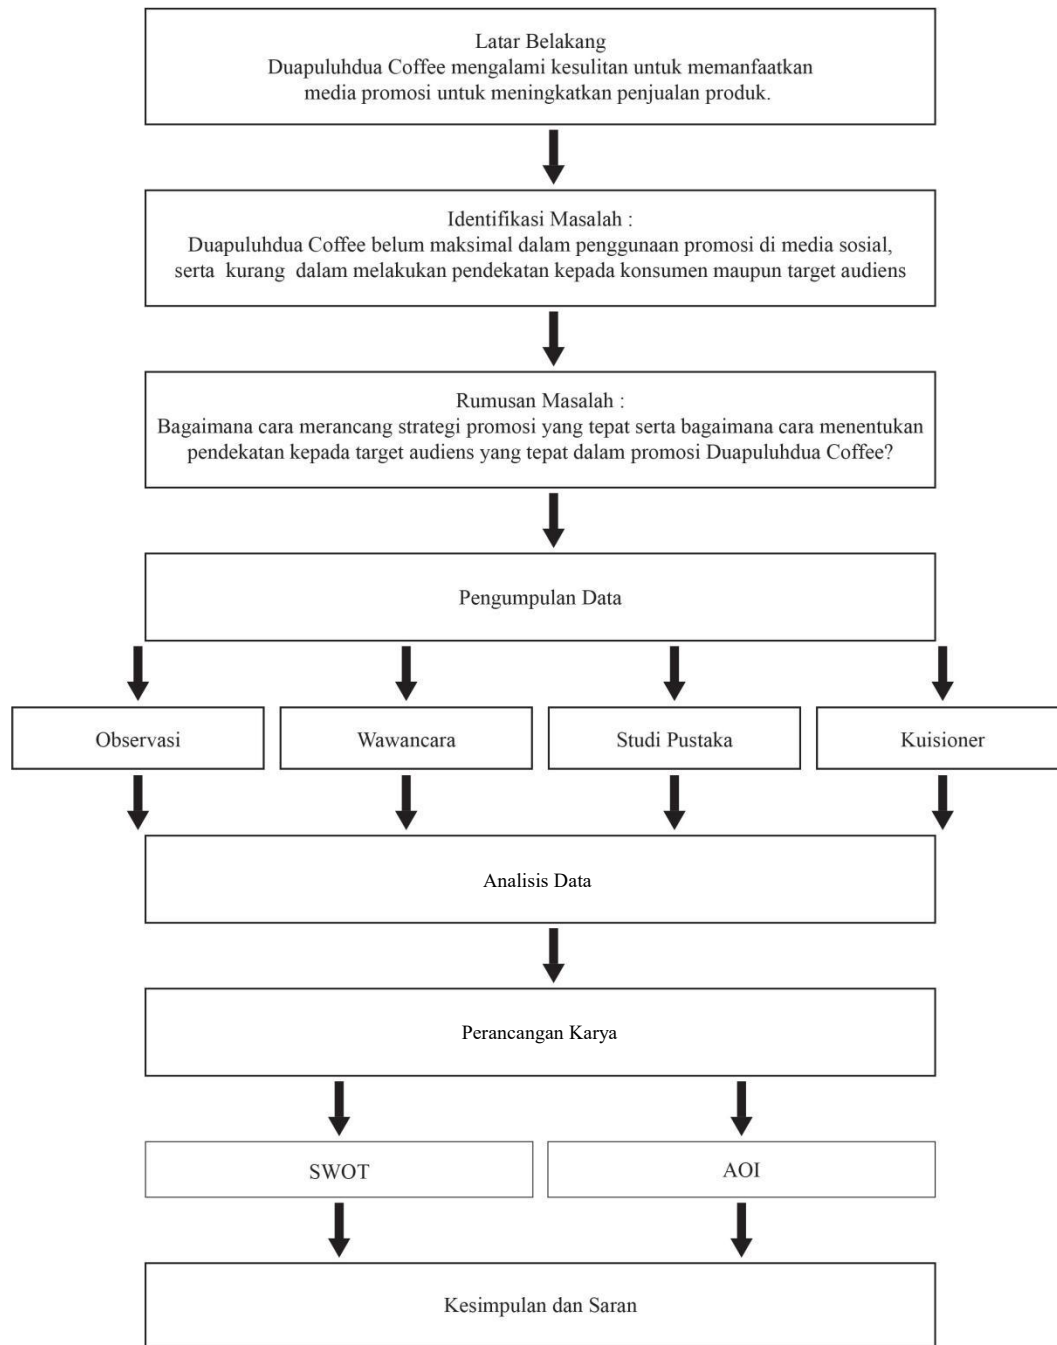 Latar Belakang
Duapuluhdua Coffee mengalami kesulitan untuk memanfaatkan
media promosi untuk meningkatkan penjualan produk.
Identifikasi Masalah :
Duapuluhdua Coffee belum maksimal dalam penggunaan promosi di media sosial,
serta kurang dalam melakukan pendekatan kepada konsumen maupun target audiens
Rumusan Masalah :
Bagaimana cara merancang strategi promosi yang tepat serta bagaimana cara menentukan
pendekatan kepada target audiens yang tepat dalam promosi Duapuluhdua Coffee?
Pengumpulan Data
Observasi
Wawancara
Studi Pustaka
Kuisioner
Analisis Data
Perancangan Karya
SWOT
AOI
Kesimpulan dan Saran